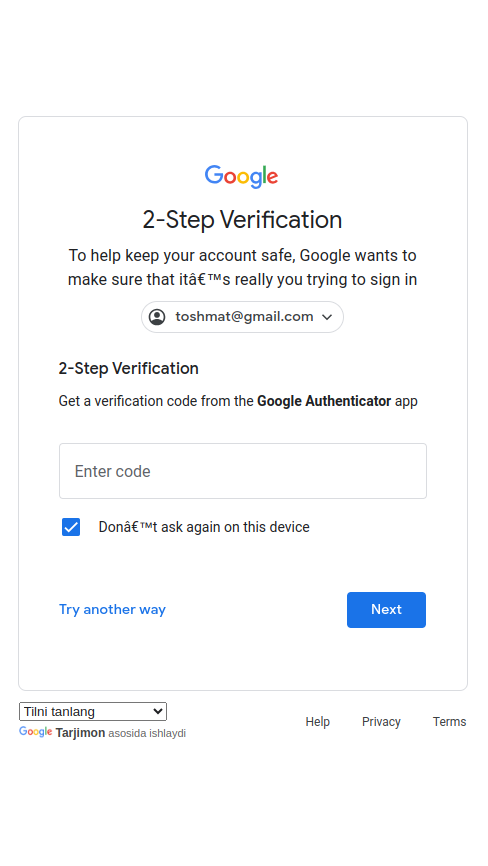 Google
2-Step Verification
To help keep your account safe, Google wants to
make sure that itâ€™s really you trying to sign in
toshmat@gmail.com
2-Step Verification
Get a verification code from the Google Authenticator app
Enter code
Donâ€™t ask again on this device
Try another way
Next
Tilni tanlang
Google Tarjimon asosida ishlaydi
Help Privacy Terms